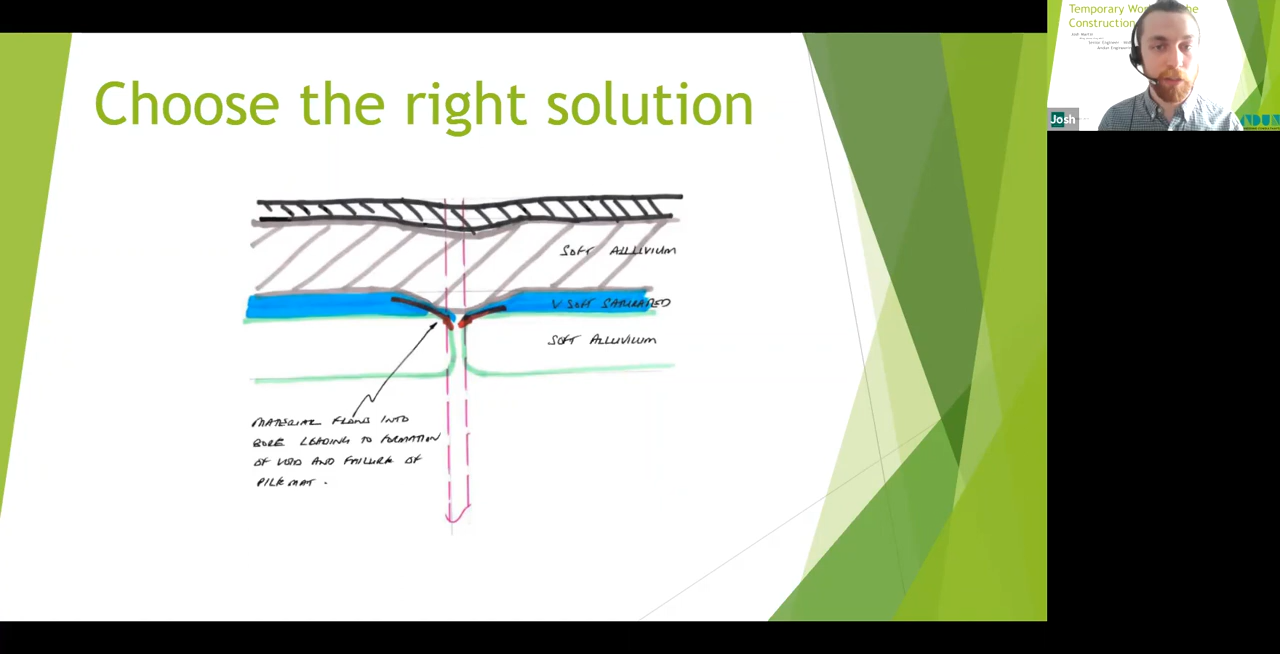 Choose the right solution
SOFT ALLUVIUM
V SOFT SATURATED
SOFT ALLUVIUM
MATERIAL FLOWS INTO
BORE LEADING TO FORMATION
OF VOID AND FAILURE OF
PILE MAT.
Temporary
Construction
Josh